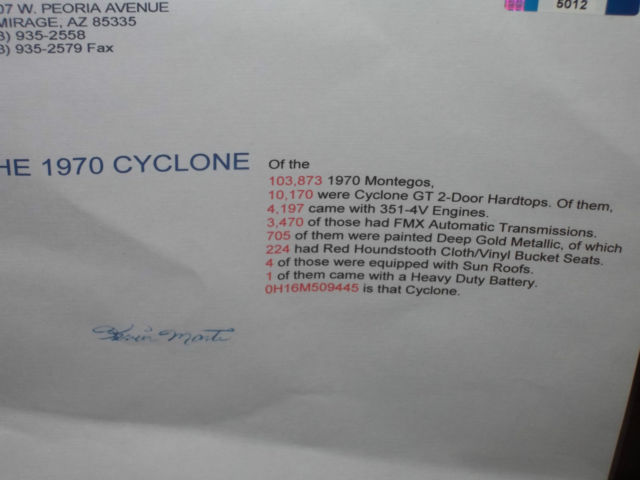 07 W. PEORIA AVENUE
MIRAGE, AZ 85335
) 935-2558
) 935-2579 Fax
5012
HE 1970 CYCLONE
Of the
103,873 1970 Montegos,
10,170 were Cyclone GT 2-Door Hardtops. Of them,
4,197 came with 351-4V Engines.
3,470 of those had FMX Automatic Transmissions.
705 of them were painted Deep Gold Metallic, of which
224 had Red Houndstooth Cloth/Vinyl Bucket Seats.
4 of those were equipped with Sun Roofs.
1 of them came with a Heavy Duty Battery.
0H16M509445 is that Cyclone.
Kevin Marti